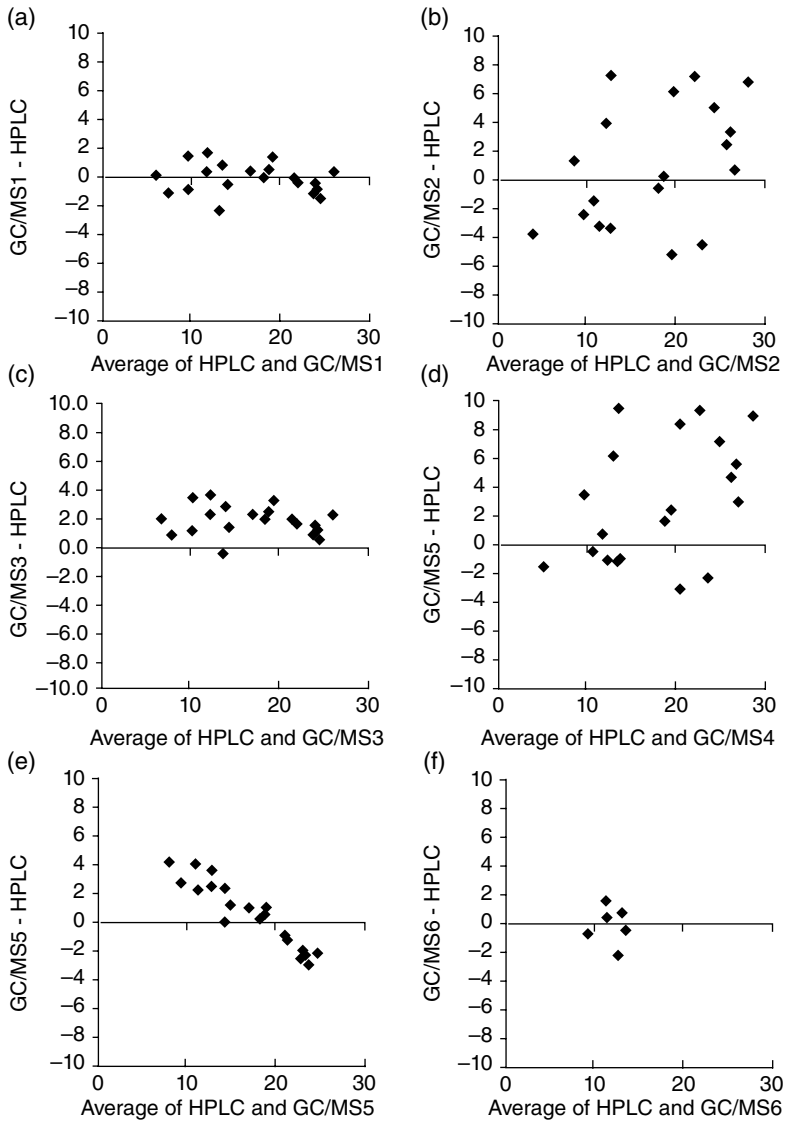 (a)
10
8
6
4
2
0
−2
−4
−6
−8
−10
GC/MS1 - HPLC
0 10 20 30
Average of HPLC and GC/MS1
(b)
10
8
6
4
2
0
−2
−4
−6
−8
−10
GC/MS2 - HPLC
0 10 20 30
Average of HPLC and GC/MS2
(c)
10.0
8.0
6.0
4.0
2.0
0.0
−2.0
−4.0
−6.0
−8.0
−10.0
GC/MS3 - HPLC
0 10 20 30
Average of HPLC and GC/MS3
(d)
10
8
6
4
2
0
−2
−4
−6
−8
−10
GC/MS5 - HPLC
0 10 20 30
Average of HPLC and GC/MS4
(e)
10
8
6
4
2
0
−2
−4
−6
−8
−10
GC/MS5 - HPLC
0 10 20 30
Average of HPLC and GC/MS5
(f)
10
8
6
4
2
0
−2
−4
−6
−8
−10
GC/MS6 - HPLC
0 10 20 30
Average of HPLC and GC/MS6